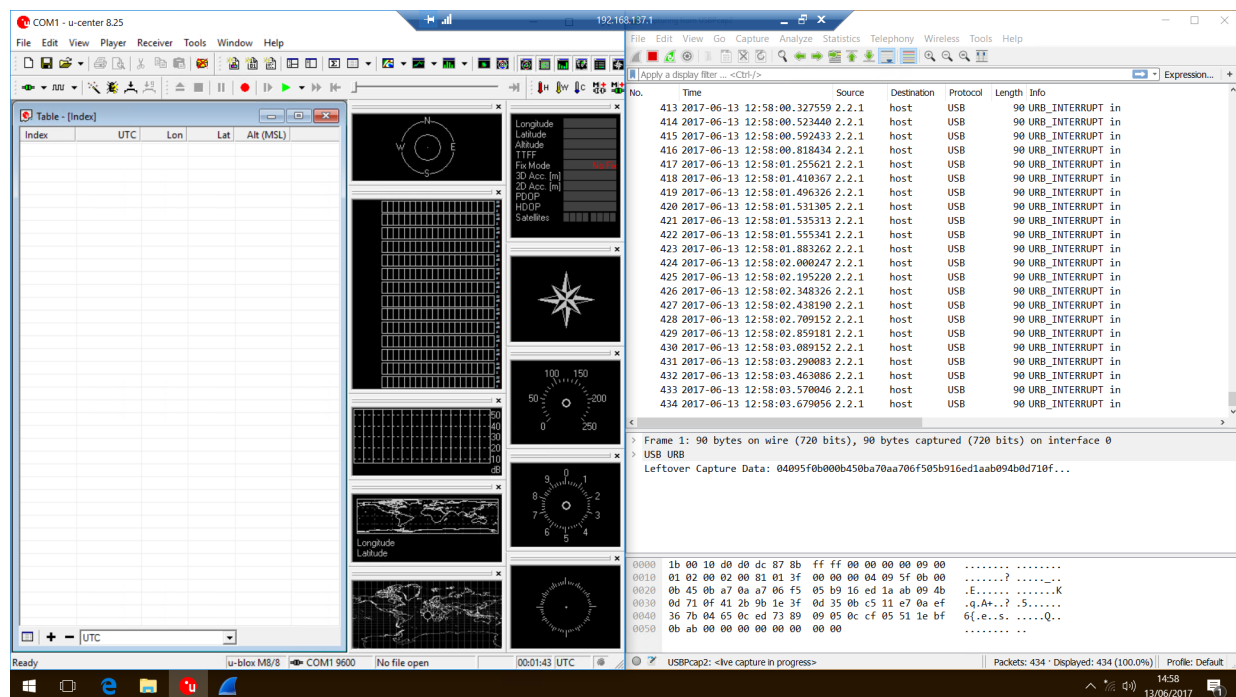 COM1 - u-center 8.25
192.168.137.1
File Edit View Player Receiver Tools Window Help
File Edit View Go Capture Analyze Statistics Telephony Wireless Tools Help
Apply a display filter ... <Ctrl-/>
Expression... +
Table - [Index]
Index UTC Lon Lat Alt (MSL)
N
W E
S
Longitude
Latitude
Altitude
TTFF
Fix Mode
3D Acc. [m]
2D Acc. [m]
PDOP
HDOP
Satellites
50
40
30
20
10
dB
0 50 100 150 200 250
0 1 2 3 4 5 6 7 8 9
Longitude
Latitude
UTC
Ready
u-blox M8/8 COM1 9600 No file open 00:01:43 UTC
No. Time Source Destination Protocol Length Info
413 2017-06-13 12:58:00.327559 2.2.1 host USB 90 URB_INTERRUPT in
414 2017-06-13 12:58:00.523440 2.2.1 host USB 90 URB_INTERRUPT in
415 2017-06-13 12:58:00.592433 2.2.1 host USB 90 URB_INTERRUPT in
416 2017-06-13 12:58:00.818434 2.2.1 host USB 90 URB_INTERRUPT in
417 2017-06-13 12:58:01.255621 2.2.1 host USB 90 URB_INTERRUPT in
418 2017-06-13 12:58:01.410367 2.2.1 host USB 90 URB_INTERRUPT in
419 2017-06-13 12:58:01.496326 2.2.1 host USB 90 URB_INTERRUPT in
420 2017-06-13 12:58:01.531305 2.2.1 host USB 90 URB_INTERRUPT in
421 2017-06-13 12:58:01.535313 2.2.1 host USB 90 URB_INTERRUPT in
422 2017-06-13 12:58:01.555341 2.2.1 host USB 90 URB_INTERRUPT in
423 2017-06-13 12:58:01.883262 2.2.1 host USB 90 URB_INTERRUPT in
424 2017-06-13 12:58:02.000247 2.2.1 host USB 90 URB_INTERRUPT in
425 2017-06-13 12:58:02.195220 2.2.1 host USB 90 URB_INTERRUPT in
426 2017-06-13 12:58:02.348326 2.2.1 host USB 90 URB_INTERRUPT in
427 2017-06-13 12:58:02.438190 2.2.1 host USB 90 URB_INTERRUPT in
428 2017-06-13 12:58:02.709152 2.2.1 host USB 90 URB_INTERRUPT in
429 2017-06-13 12:58:02.859181 2.2.1 host USB 90 URB_INTERRUPT in
430 2017-06-13 12:58:03.089152 2.2.1 host USB 90 URB_INTERRUPT in
431 2017-06-13 12:58:03.290083 2.2.1 host USB 90 URB_INTERRUPT in
432 2017-06-13 12:58:03.463086 2.2.1 host USB 90 URB_INTERRUPT in
433 2017-06-13 12:58:03.570046 2.2.1 host USB 90 URB_INTERRUPT in
434 2017-06-13 12:58:03.679056 2.2.1 host USB 90 URB_INTERRUPT in
Frame 1: 90 bytes on wire (720 bits), 90 bytes captured (720 bits) on interface 0
USB URB
Leftover Capture Data: 04095f0b000b450ba70aa706f505b916ed1aab094b0d710f...
0000 1b 00 10 d0 d0 dc 87 8b ff ff 00 00 00 00 09 00 ........ ........
0010 01 02 00 02 00 81 01 3f 00 00 00 04 09 5f 0b 00 .......? ....._..
0020 0b 45 0b a7 0a a7 06 f5 05 b9 16 ed 1a ab 09 4b .E...... .......K
0030 0d 71 0f 41 2b 9b 1e 3f 0d 35 0b c5 11 e7 0a ef .q.A+..? .5......
0040 36 7b 04 65 0c ed 73 89 09 05 0c cf 05 51 1e bf 6{.e..s. .....Q..
0050 0b ab 00 00 00 00 00 00 00 00 ........ ..
USBPcap2: <live capture in progress> Packets: 434 · Displayed: 434 (100.0%) Profile: Default
14:58
13/06/2017